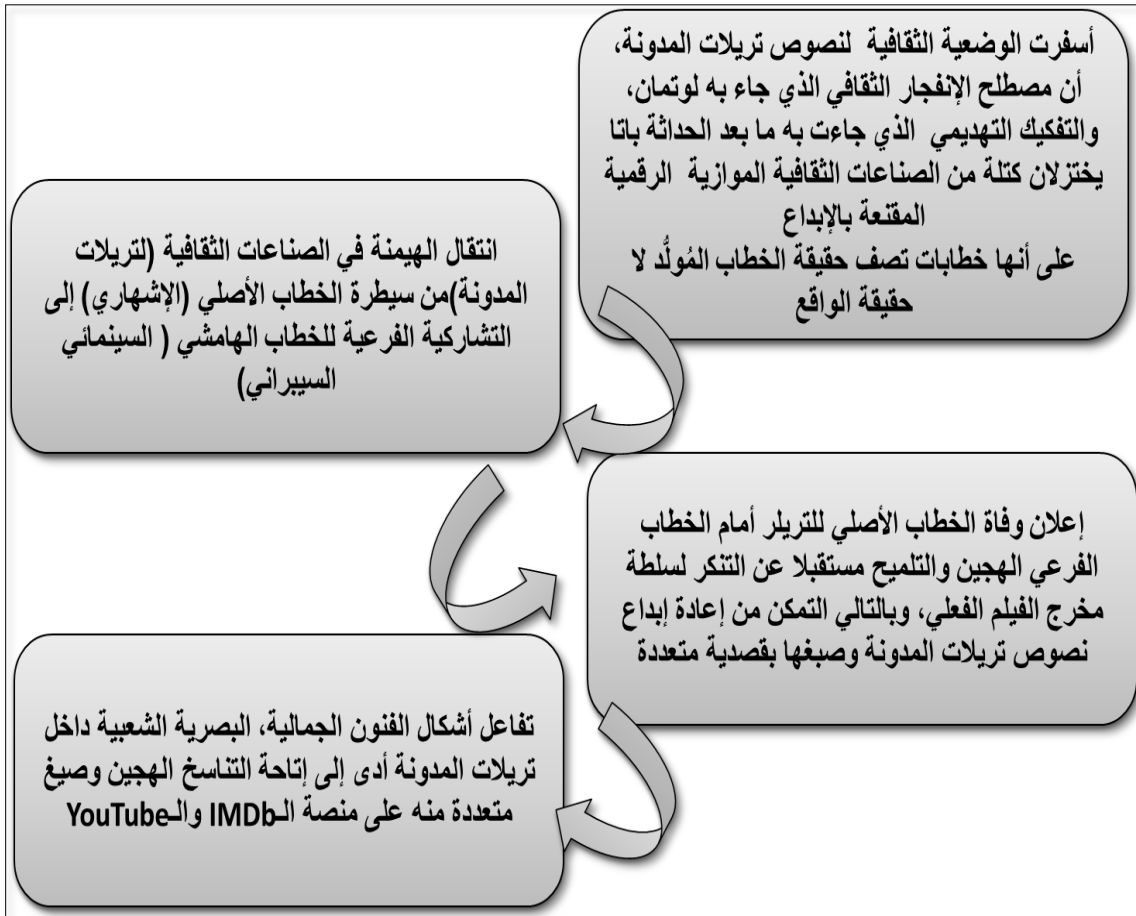 أسفرت الوضعية الثقافية لنصوص تريلات المدونة،
أن مصطلح الإنفجار الثقافي الذي جاء به لوتمان،
والتفكيك التهديمي الذي جاءت به ما بعد الحداثة باتا
يختزلان كتلة من الصناعات الثقافية الموازية الرقمية
المقنعة بالإبداع
على أنها خطابات تصف حقيقة الخطاب المُولَّد لا
حقيقة الواقع
انتقال الهيمنة في الصناعات الثقافية (لتريلات
المدونة)من سيطرة الخطاب الأصلي (الإشهاري) إلى
التشاركية الفرعية للخطاب الهامشي ( السينمائي
السيبراني)
إعلان وفاة الخطاب الأصلي للتريلر أمام الخطاب
الفرعي الهجين والتلميح مستقبلا عن التنكر لسلطة
مخرج الفيلم الفعلي، وبالتالي التمكن من إعادة إبداع
نصوص تريلات المدونة وصبغها بقصدية متعددة
تفاعل أشكال الفنون الجمالية، البصرية الشعبية داخل
تريلات المدونة أدى إلى إتاحة التناسخ الهجين وصيغ
متعددة منه على منصة الـIMDb والـYouTube